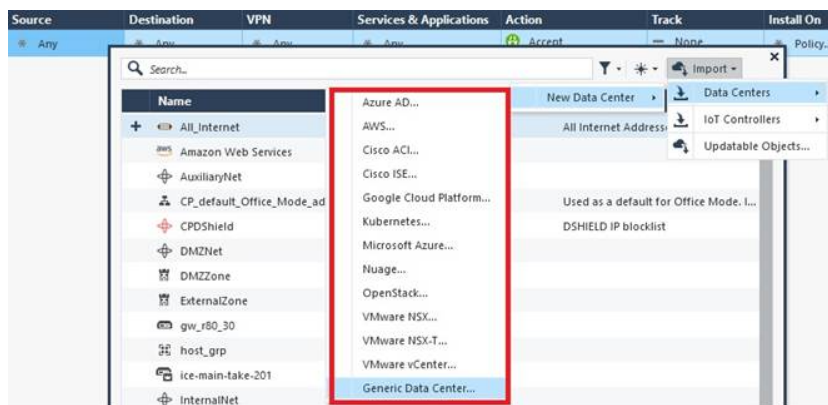 Source Destination VPN Services & Applications Action Track Install On
Any Any Any Any Accept None Policy...
Search...
Import
Name
New Data Center
Data Centers
IoT Controllers
Updatable Objects...
All_Internet All Internet Address
Amazon Web Services
AuxiliaryNet
CP_default_Office_Mode_ad Used as a default for Office Mode. I...
CPDShield DSHIELD IP blocklist
DMZNet
DMZZone
ExternalZone
gw_r80_30
host_grp
ice-main-take-201
InternalNet
Azure AD...
AWS...
Cisco ACI...
Cisco ISE...
Google Cloud Platform...
Kubernetes...
Microsoft Azure...
Nuage...
OpenStack...
VMware NSX...
VMware NSX-T...
VMware vCenter...
Generic Data Center...